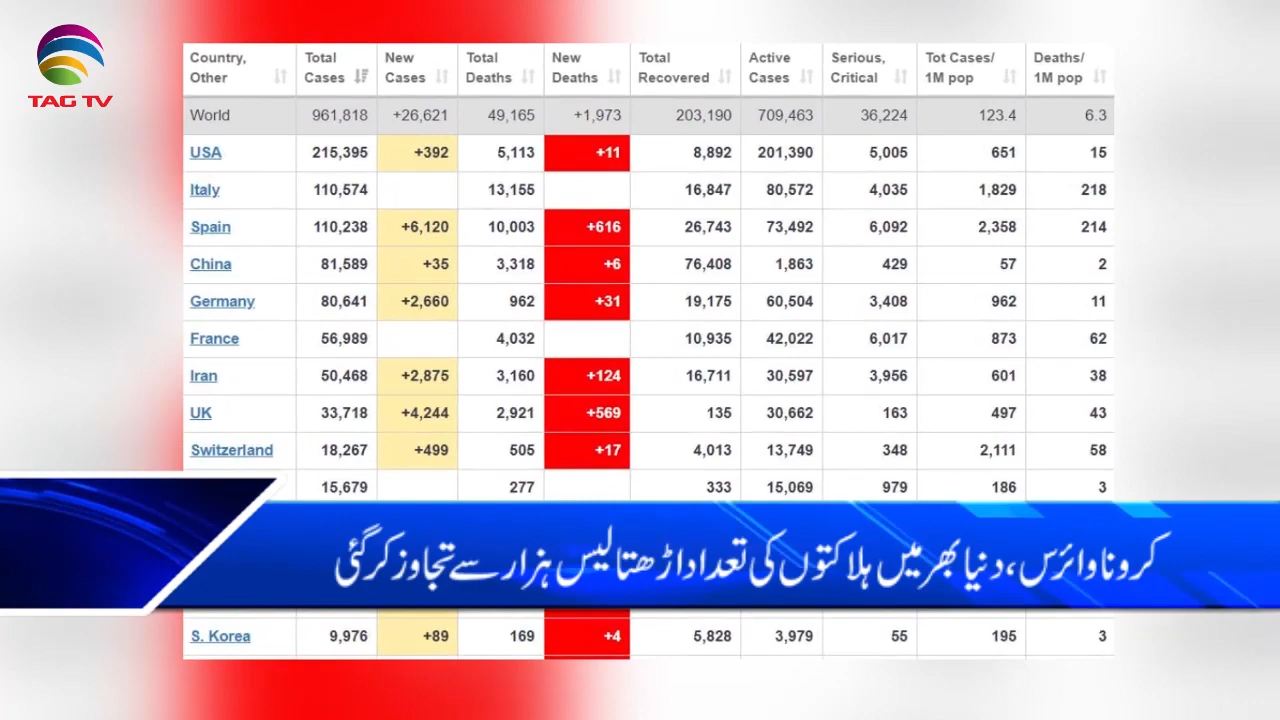 TAG TV
Country, Other Total Cases New Cases Total Deaths New Deaths Total Recovered Active Cases Serious, Critical Tot Cases/ 1M pop Deaths/ 1M pop
World 961,818 +26,621 49,165 +1,973 203,190 709,463 36,224 123.4 6.3
USA 215,395 +392 5,113 +11 8,892 201,390 5,005 651 15
Italy 110,574 13,155 16,847 80,572 4,035 1,829 218
Spain 110,238 +6,120 10,003 +616 26,743 73,492 6,092 2,358 214
China 81,589 +35 3,318 +6 76,408 1,863 429 57 2
Germany 80,641 +2,660 962 +31 19,175 60,504 3,408 962 11
France 56,989 4,032 10,935 42,022 6,017 873 62
Iran 50,468 +2,875 3,160 +124 16,711 30,597 3,956 601 38
UK 33,718 +4,244 2,921 +569 135 30,662 163 497 43
Switzerland 18,267 +499 505 +17 4,013 13,749 348 2,111 58
15,679 277 333 15,069 979 186 3
کرونا وائرس، دنیا بھر میں ہلاکتوں کی تعداد اڑھتالیس ہزار سے تجاوز کر گئی
S. Korea 9,976 +89 169 +4 5,828 3,979 55 195 3